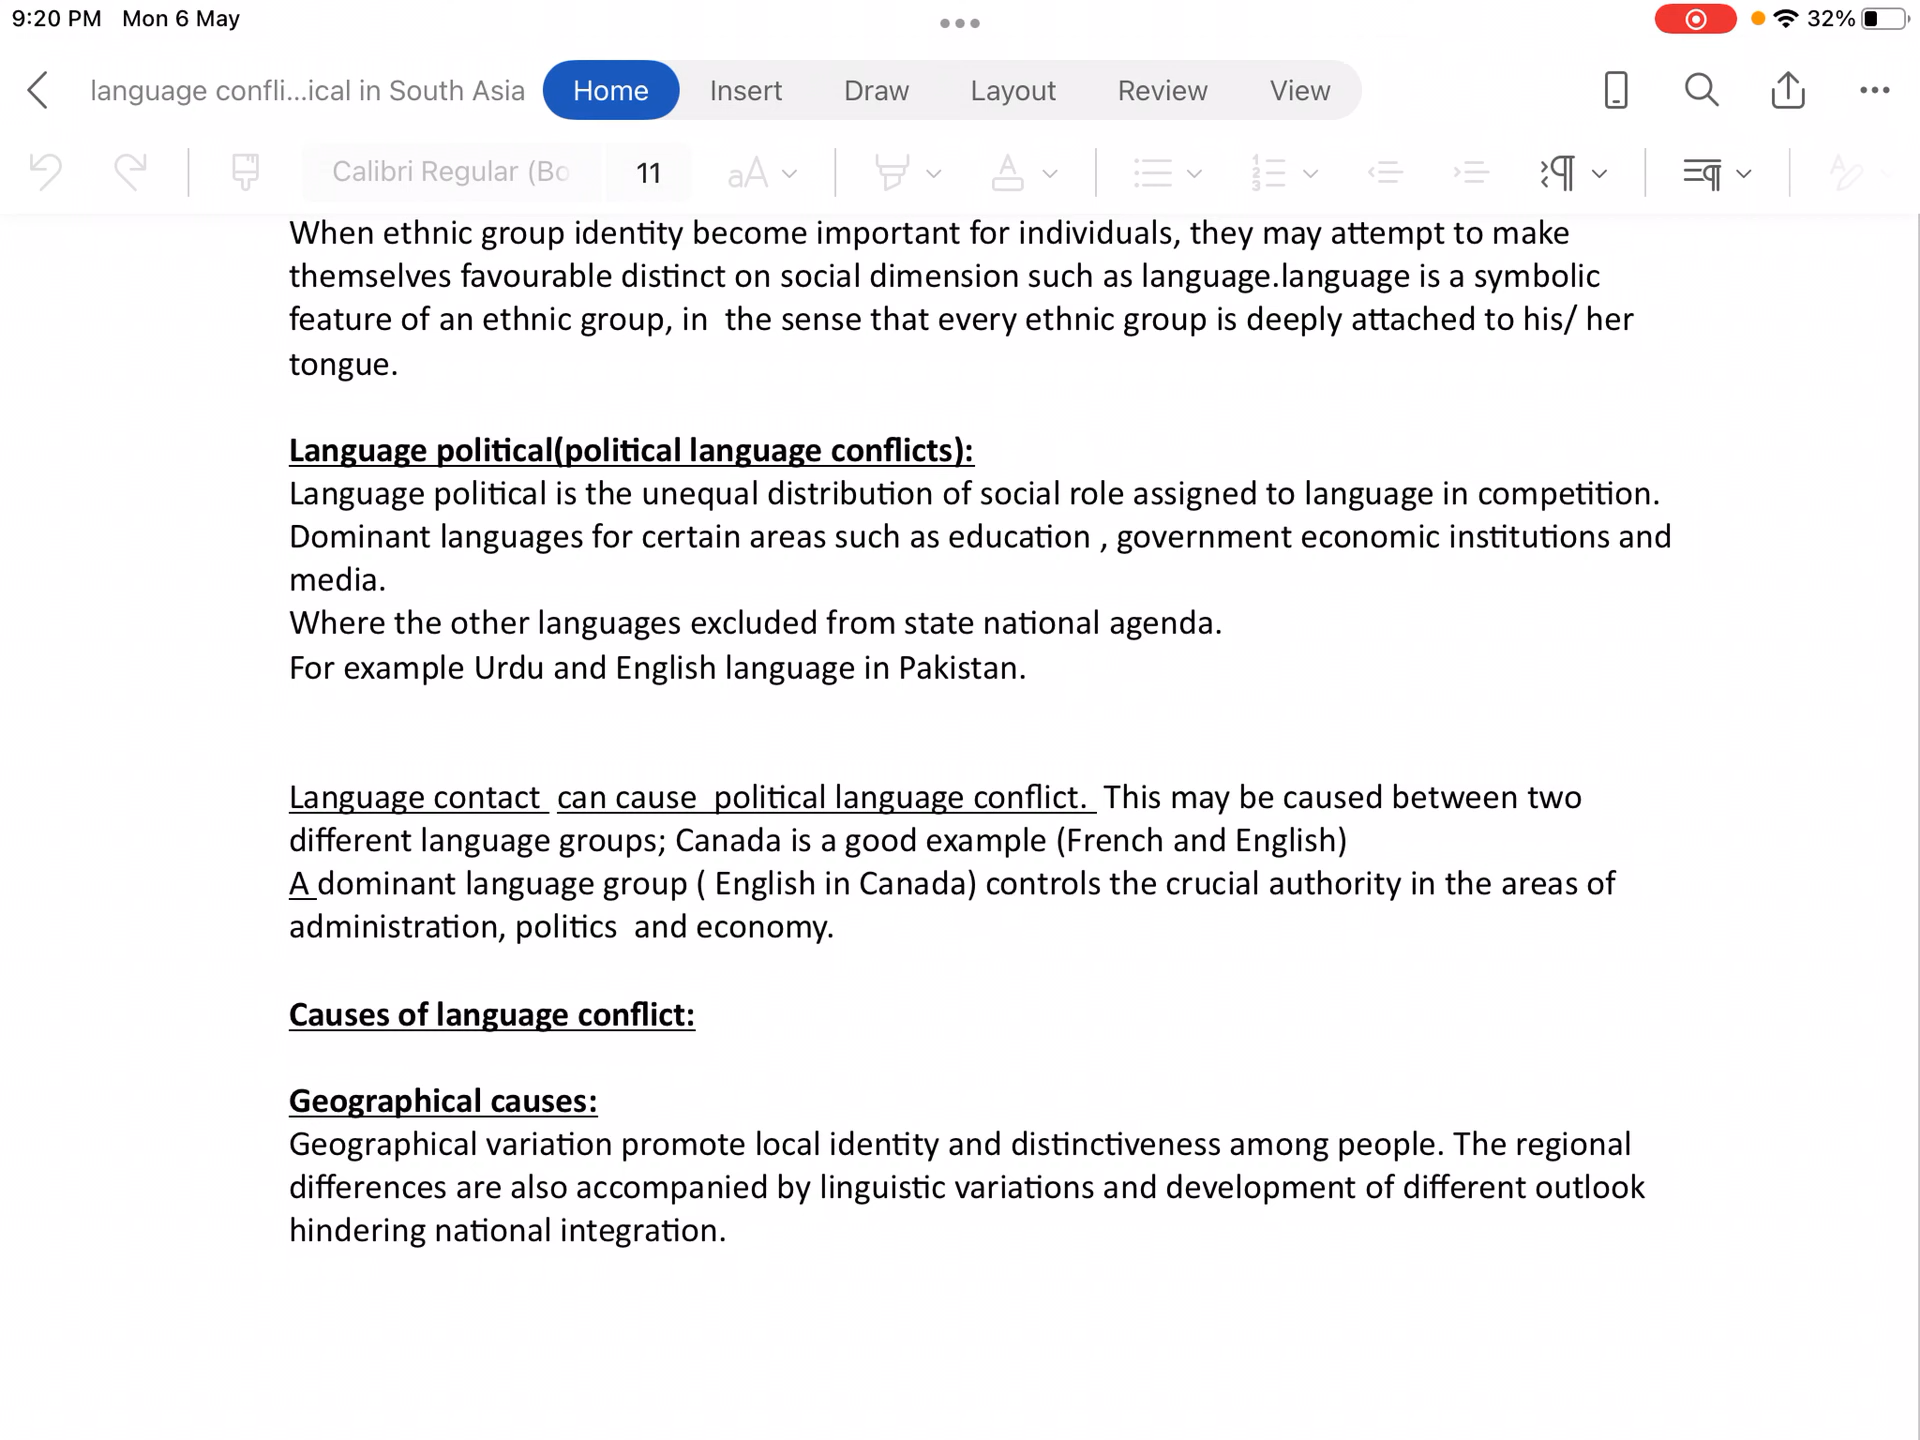 9:20 PM Mon 6 May
32%
language confli...ical in South Asia Home Insert Draw Layout Review View
Calibri Regular (Bo 11 aA A
When ethnic group identity become important for individuals, they may attempt to make
themselves favourable distinct on social dimension such as language.language is a symbolic
feature of an ethnic group, in  the sense that every ethnic group is deeply attached to his/ her
tongue.
Language political(political language conflicts):
Language political is the unequal distribution of social role assigned to language in competition.
Dominant languages for certain areas such as education , government economic institutions and
media.
Where the other languages excluded from state national agenda.
For example Urdu and English language in Pakistan.
Language contact  can cause  political language conflict.  This may be caused between two
different language groups; Canada is a good example (French and English)
A dominant language group ( English in Canada) controls the crucial authority in the areas of
administration, politics  and economy.
Causes of language conflict:
Geographical causes:
Geographical variation promote local identity and distinctiveness among people. The regional
differences are also accompanied by linguistic variations and development of different outlook
hindering national integration.